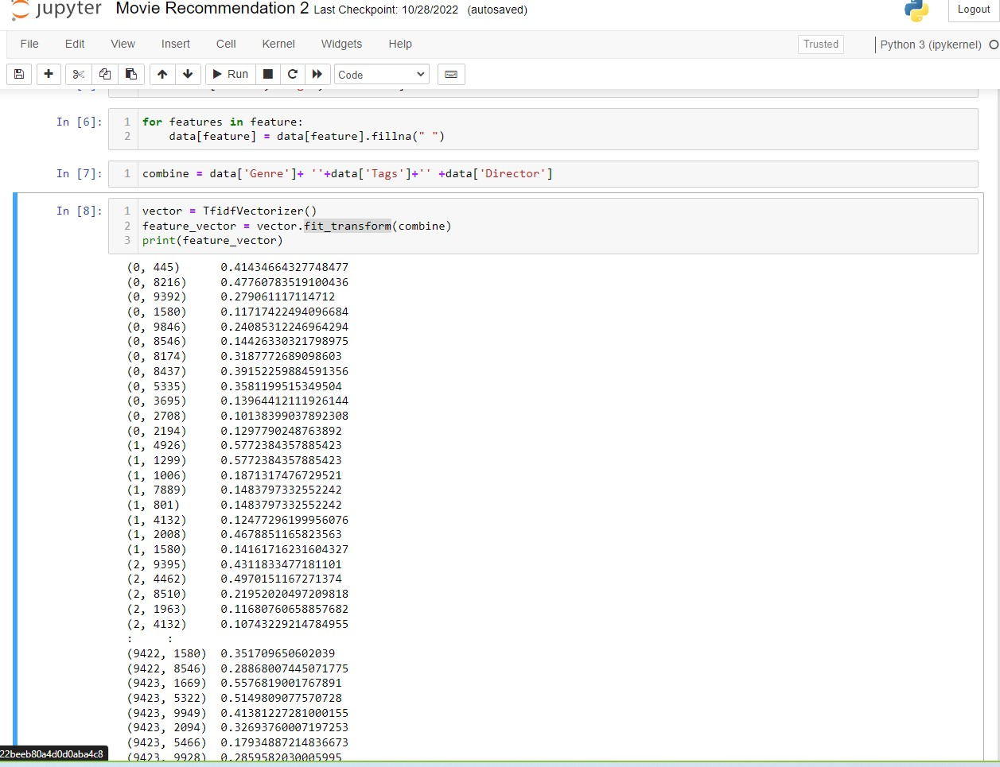 jupyter Movie Recommendation 2 Last Checkpoint: 10/28/2022 (autosaved) Logout
File Edit View Insert Cell Kernel Widgets Help Trusted Python 3 (ipykernel)
Run Code
In [6]: 1 for features in feature:
2 data[feature] = data[feature].fillna(" ")
In [7]: 1 combine = data['Genre']+ ''+data['Tags']+'' +data['Director']
In [8]: 1 vector = TfidfVectorizer()
2 feature_vector = vector.fit_transform(combine)
3 print(feature_vector)
(0, 445) 0.41434664327748477
(0, 8216) 0.47760783519100436
(0, 9392) 0.279061117114712
(0, 1580) 0.11717422494096684
(0, 9846) 0.24085312246964294
(0, 8546) 0.14426330321798975
(0, 8174) 0.3187772689098603
(0, 8437) 0.39152259884591356
(0, 5335) 0.3581199515349504
(0, 3695) 0.13964412111926144
(0, 2708) 0.10138399037892308
(0, 2194) 0.1297790248763892
(1, 4926) 0.5772384357885423
(1, 1299) 0.5772384357885423
(1, 1006) 0.1871317476729521
(1, 7889) 0.1483797332552242
(1, 801) 0.1483797332552242
(1, 4132) 0.12477296199956076
(1, 2008) 0.4678851165823563
(1, 1580) 0.14161716231604327
(2, 9395) 0.4311833477181101
(2, 4462) 0.4970151167271374
(2, 8510) 0.21952020497209818
(2, 1963) 0.11680760658857682
(2, 4132) 0.10743229214784955
: :
(9422, 1580) 0.351709650602039
(9422, 8546) 0.28868007445071775
(9423, 1669) 0.5576819001767891
(9423, 5322) 0.5149809077570728
(9423, 9949) 0.41381227281000155
(9423, 2094) 0.32693760007197253
(9423, 5466) 0.17934887214836673
(9423, 9928) 0.2859582030005995
22beeb80a4d0d0aba4c8